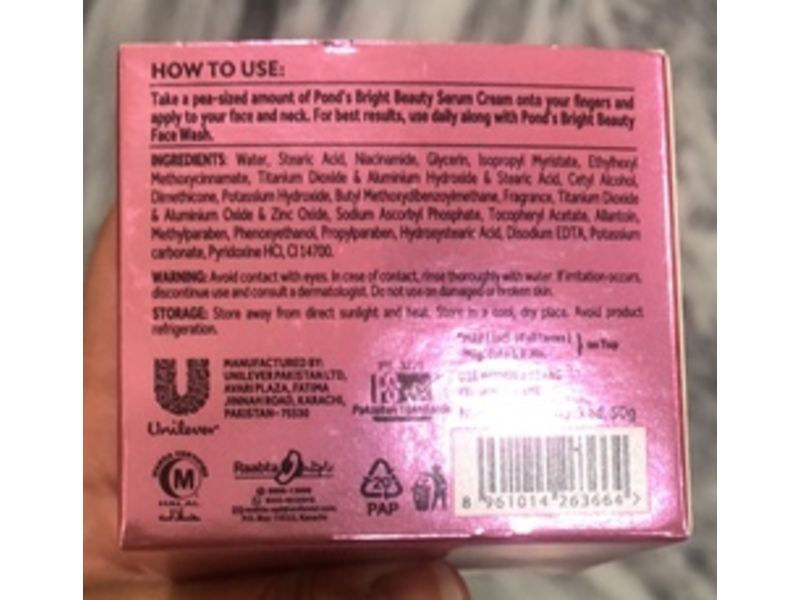 HOW TO USE:
Take a pea-sized amount of Pond's Bright Beauty Serum Cream onto your fingers and
apply to your face and neck. For best results, use daily along with Pond's Bright Beauty
Face Wash.
INGREDIENTS: Water, Stearic Acid, Niacinamide, Glycerin, Isopropyl Myristate, Ethylhexyl
Methoxycinnamate, Titanium Dioxide & Aluminium Hydroxide & Stearic Acid, Cetyl Alcohol,
Dimethicone, Potassium Hydroxide, Butyl Methoxydibenzoylmethane, Fragrance, Titanium Dioxide
& Aluminium Oxide & Zinc Oxide, Sodium Ascorbyl Phosphate, Tocopheryl Acetate, Allantoin,
Methylparaben, Phenoxyethanol, Propylparaben, Hydroxystearic Acid, Disodium EDTA, Potassium
carbonate, Pyridoxine HCl, CI 14700.
WARNING: Avoid contact with eyes. In case of contact, rinse thoroughly with water. If irritation occurs,
discontinue use and consult a dermatologist. Do not use on damaged or broken skin.
STORAGE: Store away from direct sunlight and heat. Store in a cool, dry place. Avoid product
refrigeration.
on Top
MANUFACTURED BY:
UNILEVER PAKISTAN LTD,
AVARI PLAZA, FATIMA
JINNAH ROAD, KARACHI,
PAKISTAN-75530
Unilever
Pakistan Standards
50g
M
HALAL
حلال
Raabta
20
PAP
8 961014 263664 >